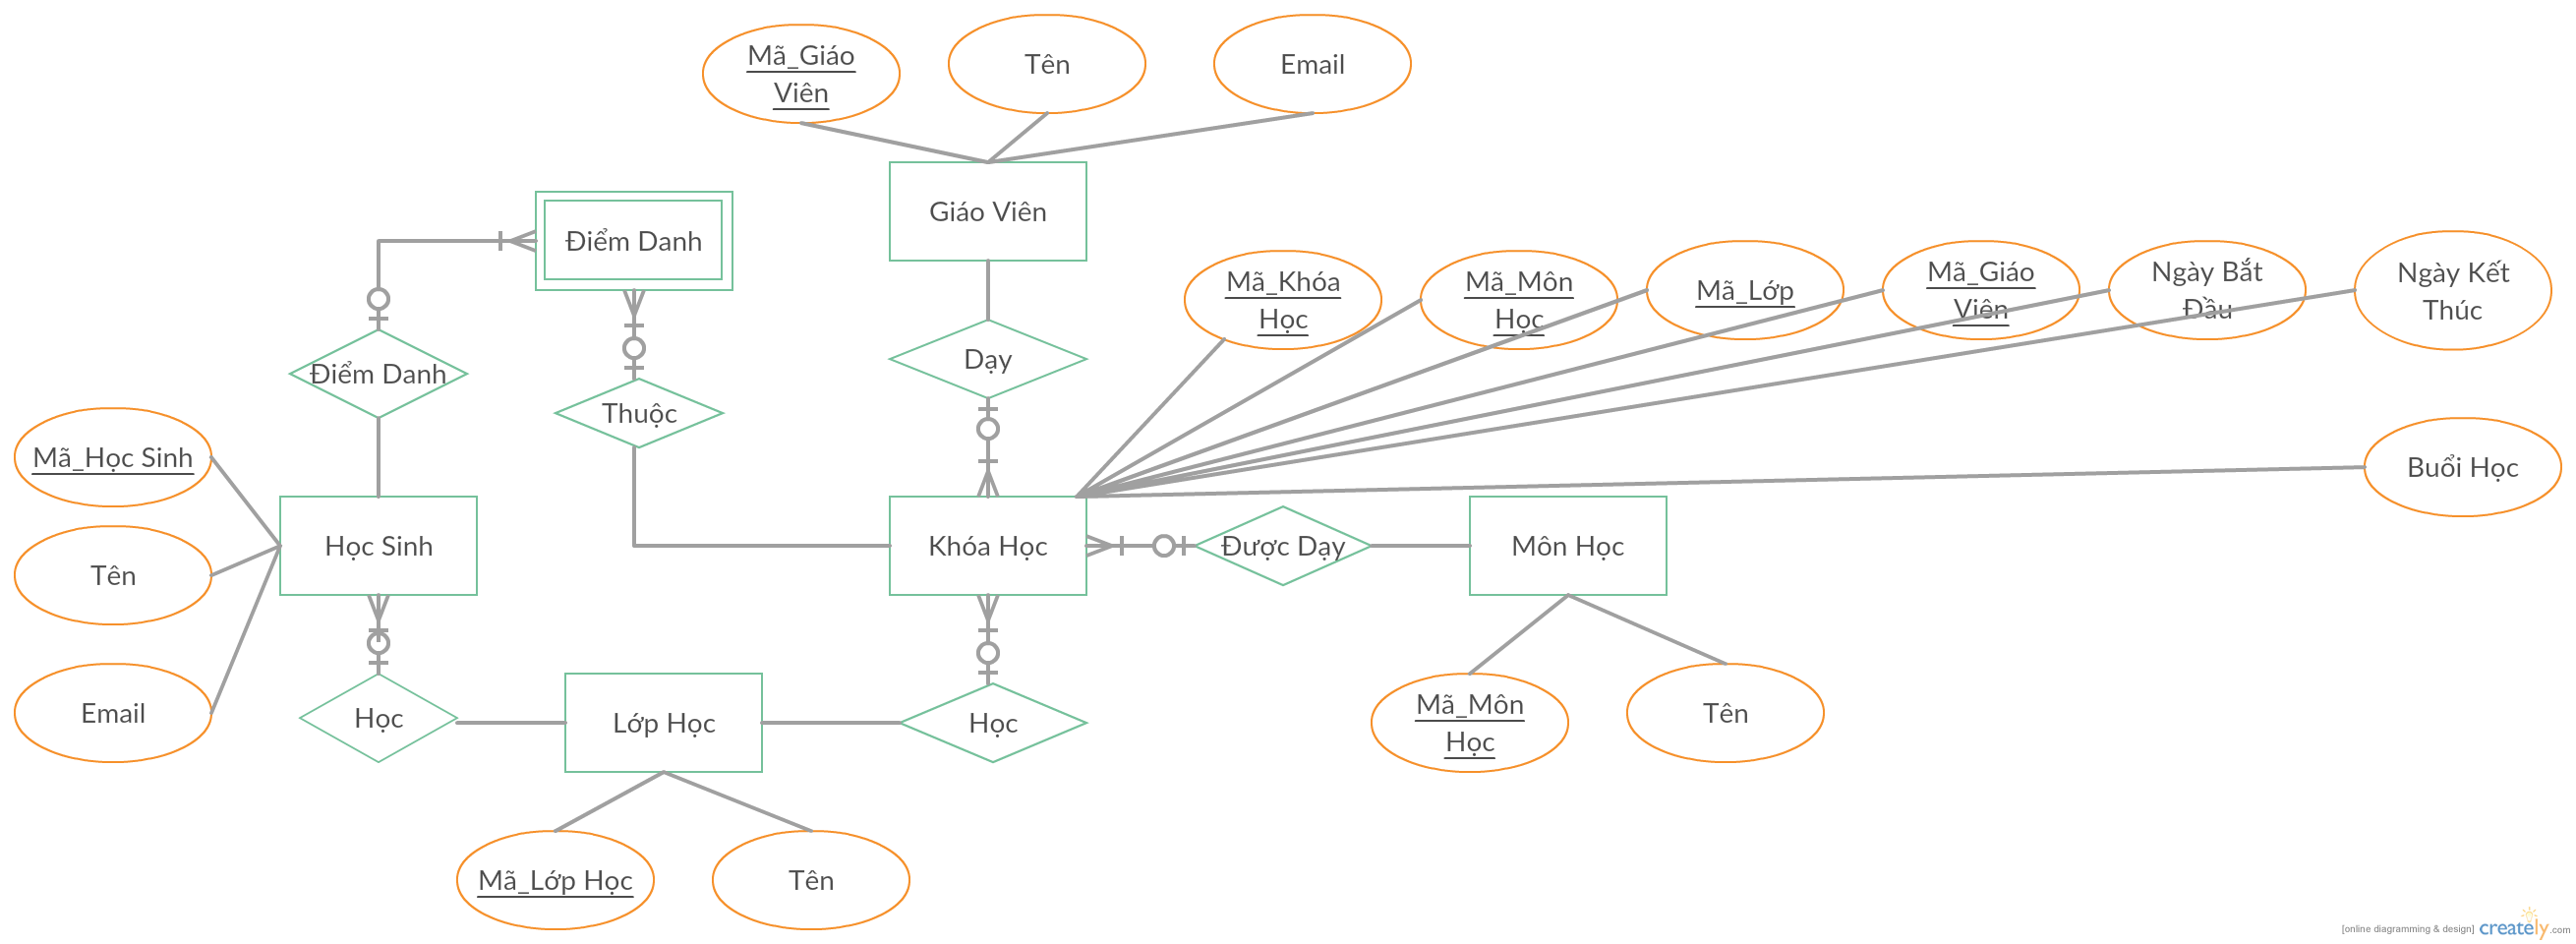 Mã_Giáo
Viên
Tên
Email
Giáo Viên
Điểm Danh
Mã_Khóa
Học
Mã_Môn
Học
Mã_Lớp
Mã_Giáo
Viên
Ngày Bắt
Đầu
Ngày Kết
Thúc
Điểm Danh
Thuộc
Dạy
Mã_Học Sinh
Buổi Học
Học Sinh
Khóa Học
Được Dạy
Môn Học
Tên
Email
Học
Lớp Học
Học
Mã_Môn
Học
Tên
Mã_Lớp Học
Tên
[online diagramming & design] creately.com